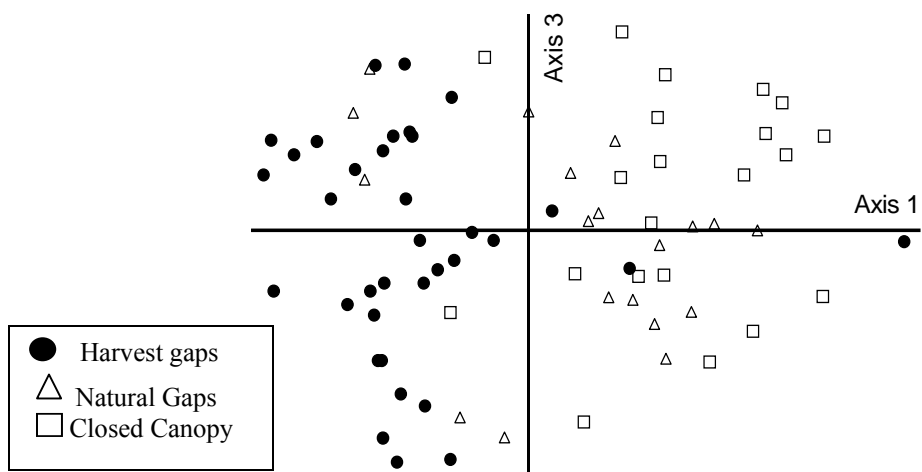 Axis 3
Axis 1
Harvest gaps
Natural Gaps
Closed Canopy